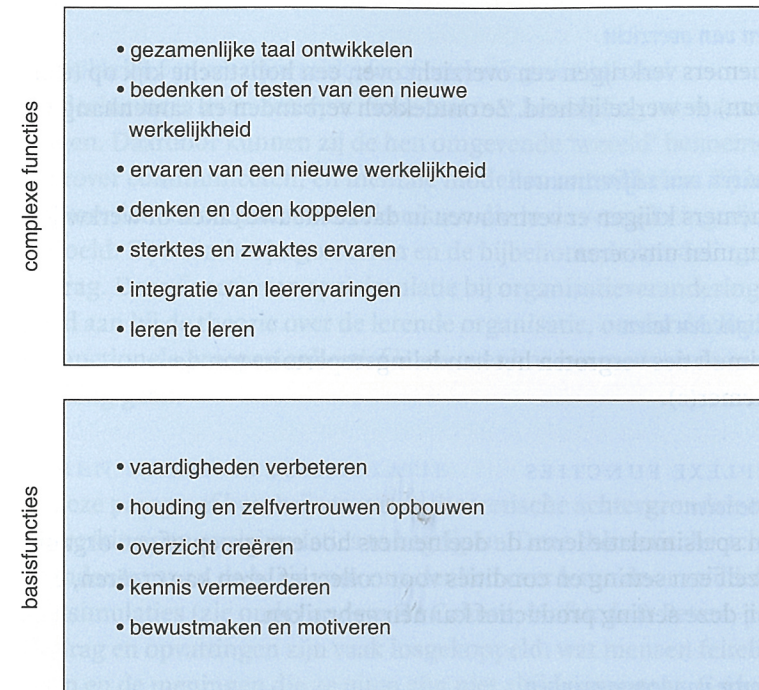 complexe functies
• gezamenlijke taal ontwikkelen
• bedenken of testen van een nieuwe
werkelijkheid
• ervaren van een nieuwe werkelijkheid
• denken en doen koppelen
• sterktes en zwaktes ervaren
• integratie van leerervaringen
• leren te leren
basisfuncties
• vaardigheden verbeteren
• houding en zelfvertrouwen opbouwen
• overzicht creëren
• kennis vermeerderen
• bewustmaken en motiveren